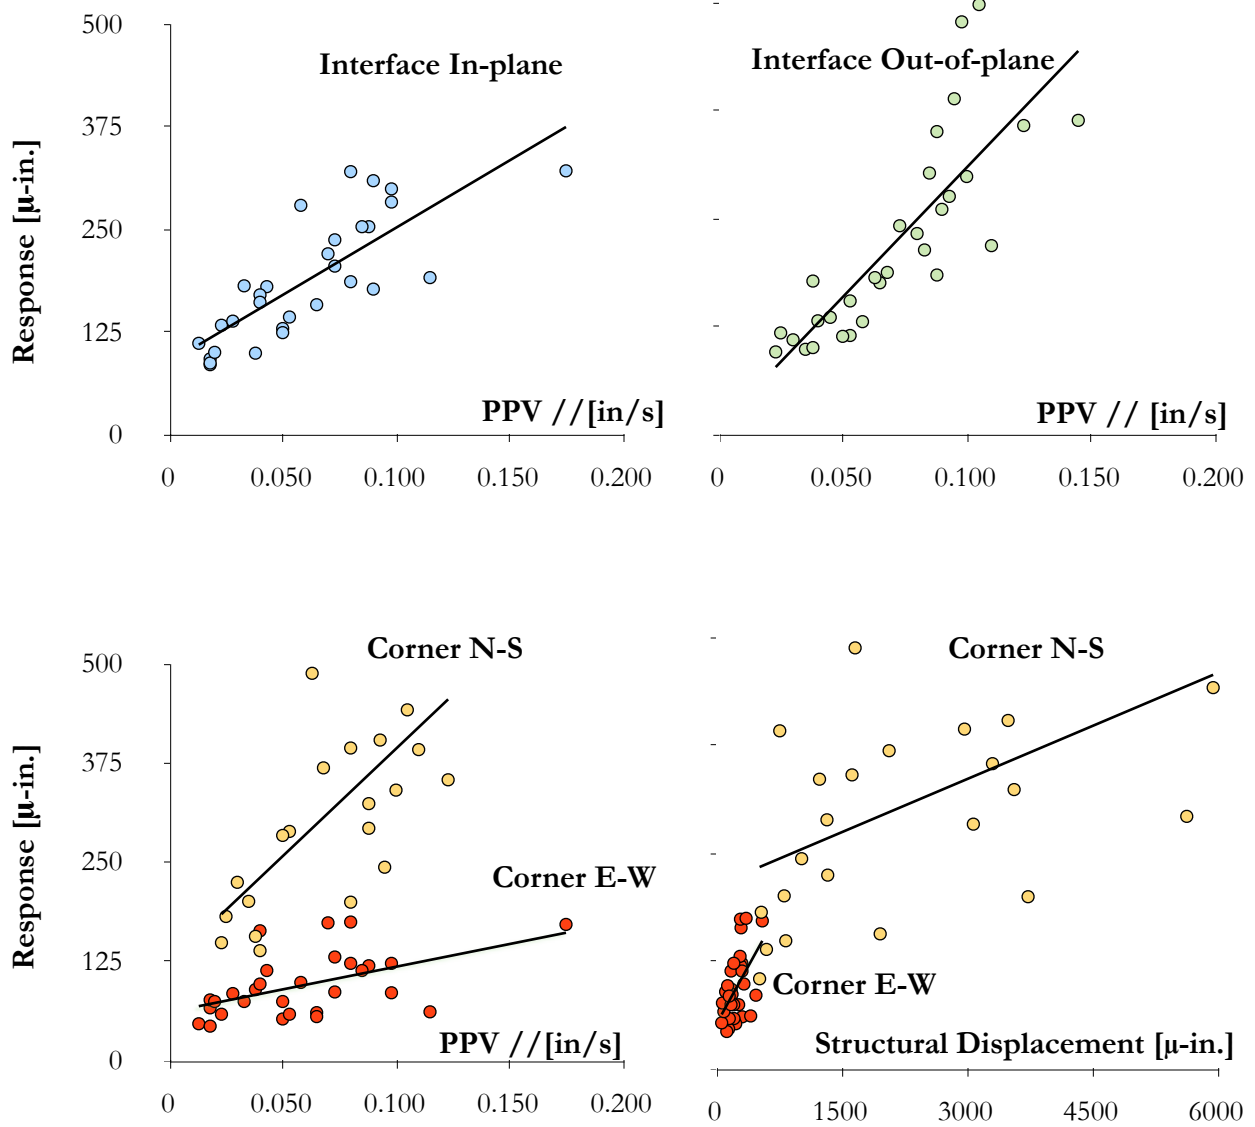 500
375
250
125
0
Response [µ-in.]
Interface In-plane
PPV //[in/s]
0 0.050 0.100 0.150 0.200
Interface Out-of-plane
PPV // [in/s]
0 0.050 0.100 0.150 0.200
500
375
250
125
0
Response [µ-in.]
Corner N-S
Corner E-W
PPV //[in/s]
0 0.050 0.100 0.150 0.200
Corner N-S
Corner E-W
Structural Displacement [µ-in.]
0 1500 3000 4500 6000